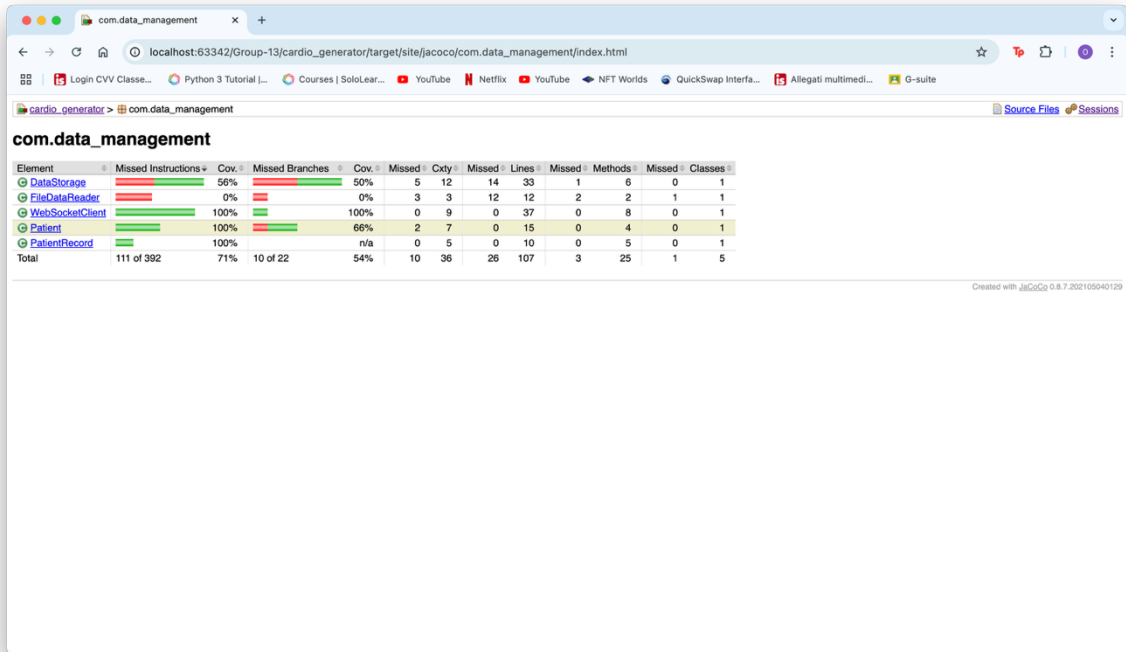 com.data_management
localhost:63342/Group-13/cardio_generator/target/site/jacoco/com.data_management/index.html
Tp
O
Login CVV Classe... Python 3 Tutorial |... Courses | SoloLear... YouTube Netflix YouTube NFT Worlds QuickSwap Interfa... Allegati multimedi... G-suite
cardio_generator > com.data_management Source Files Sessions
com.data_management
Element Missed Instructions Cov. Missed Branches Cov. Missed Cxty Missed Lines Missed Methods Missed Classes
DataStorage 56% 50% 5 12 14 33 1 6 0 1
FileDataReader 0% 0% 3 3 12 12 2 2 1 1
WebSocketClient 100% 100% 0 9 0 37 0 8 0 1
Patient 100% 66% 2 7 0 15 0 4 0 1
PatientRecord 100% n/a 0 5 0 10 0 5 0 1
Total 111 of 392 71% 10 of 22 54% 10 36 26 107 3 25 1 5
Created with JaCoCo 0.8.7.202105040129